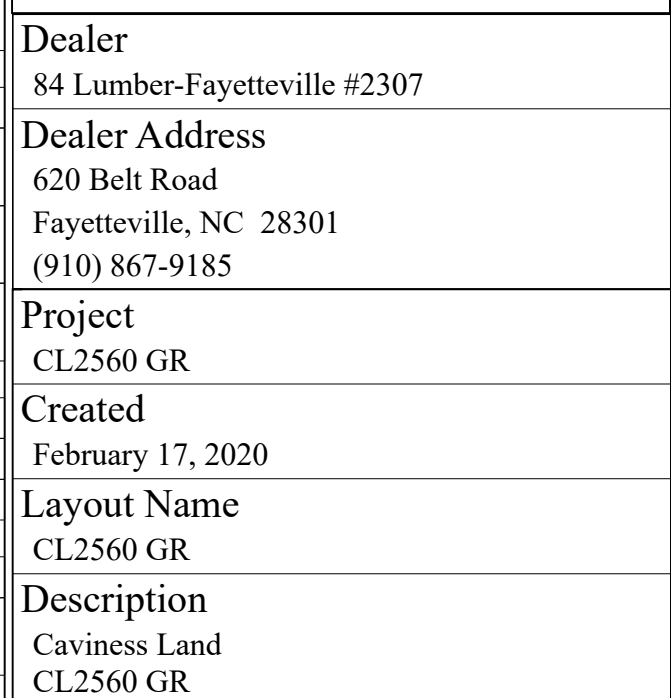 Dealer
84 Lumber-Fayetteville #2307
Dealer Address
620 Belt Road
Fayetteville, NC  28301
(910) 867-9185
Project
CL2560 GR
Created
February 17, 2020
Layout Name
CL2560 GR
Description
Caviness Land
CL2560 GR